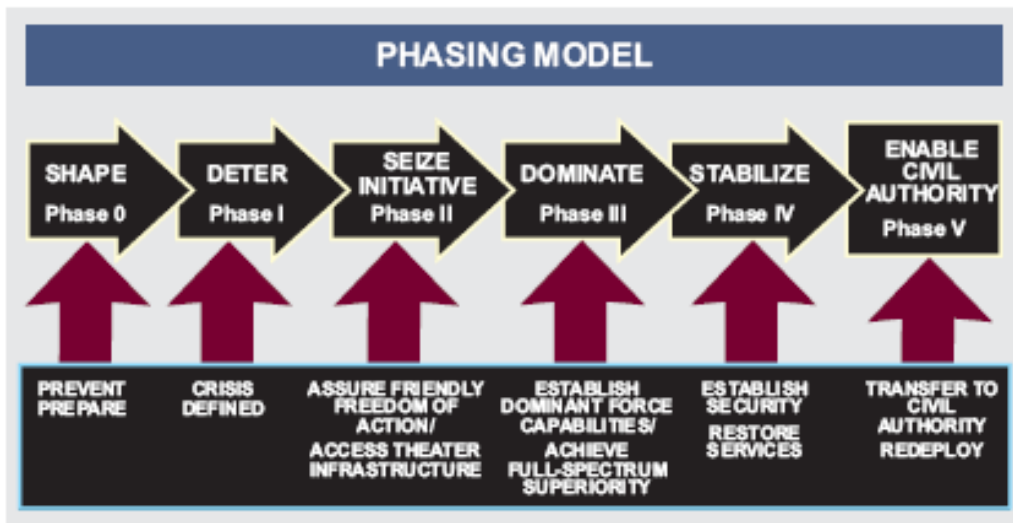 PHASING MODEL
SHAPE
Phase 0
DETER
Phase I
SEIZE
INITIATIVE
Phase II
DOMINATE
Phase III
STABILIZE
Phase IV
ENABLE
CIVIL
AUTHORITY
Phase V
PREVENT
PREPARE
CRISIS
DEFINED
ASSURE FRIENDLY
FREEDOM OF
ACTION/
ACCESS THEATER
INFRASTRUCTURE
ESTABLISH
DOMINANT FORCE
CAPABILITIES/
ACHIEVE
FULL-SPECTRUM
SUPERIORITY
ESTABLISH
SECURITY
RESTORE
SERVICES
TRANSFER TO
CIVIL
AUTHORITY
REDEPLOY